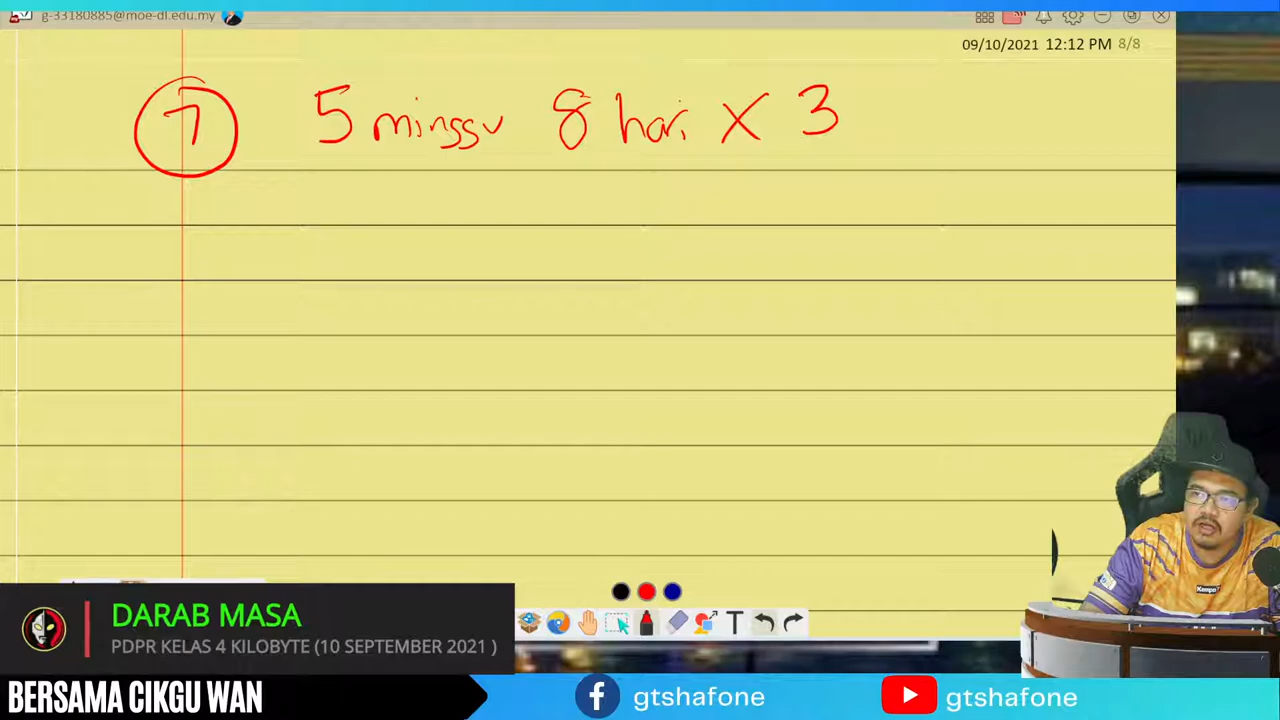 g-33180885@moe-dl.edu.my
09/10/2021 12:12 PM 8/8
7 5 minggu 8 hari × 3
DARAB MASA
PDPR KELAS 4 KILOBYTE (10 SEPTEMBER 2021 )
BERSAMA CIKGU WAN
gtshafone
gtshafone